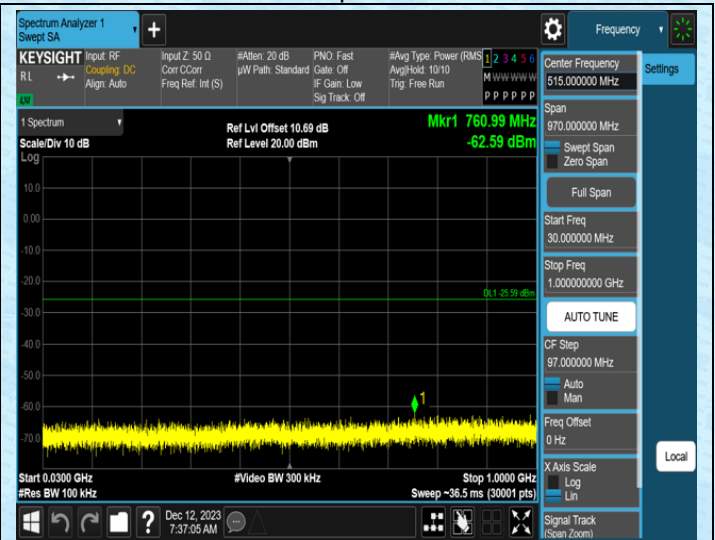 Spectrum Analyzer 1
Swept SA
+
Frequency
KEYSIGHT
RL
LXI
Input: RF
Coupling: DC
Align: Auto
Input Z: 50 Ω
Corr CCorr
Freq Ref: Int (S)
#Atten: 20 dB
µW Path: Standard
PNO: Fast
Gate: Off
IF Gain: Low
Sig Track: Off
#Avg Type: Power (RMS
Avg|Hold: 10/10
Trig: Free Run
1 2 3 4 5 6
M W W W W W
P P P P P P
Center Frequency
515.000000 MHz
Settings
1 Spectrum
Scale/Div 10 dB
Log
Ref Lvl Offset 10.69 dB
Ref Level 20.00 dBm
Mkr1 760.99 MHz
-62.59 dBm
Span
970.000000 MHz
Swept Span
Zero Span
Full Span
Start Freq
30.000000 MHz
Stop Freq
1.000000000 GHz
AUTO TUNE
CF Step
97.000000 MHz
Auto
Man
Freq Offset
0 Hz
X Axis Scale
Log
Lin
Signal Track
(Span Zoom)
Local
10.0
0.00
-10.0
-20.0
DL1 -25.59 dBm
-30.0
-40.0
-50.0
-60.0
-70.0
1
Start 0.0300 GHz
#Res BW 100 kHz
#Video BW 300 kHz
Stop 1.0000 GHz
Sweep ~36.5 ms (30001 pts)
?
Dec 12, 2023
7:37:05 AM